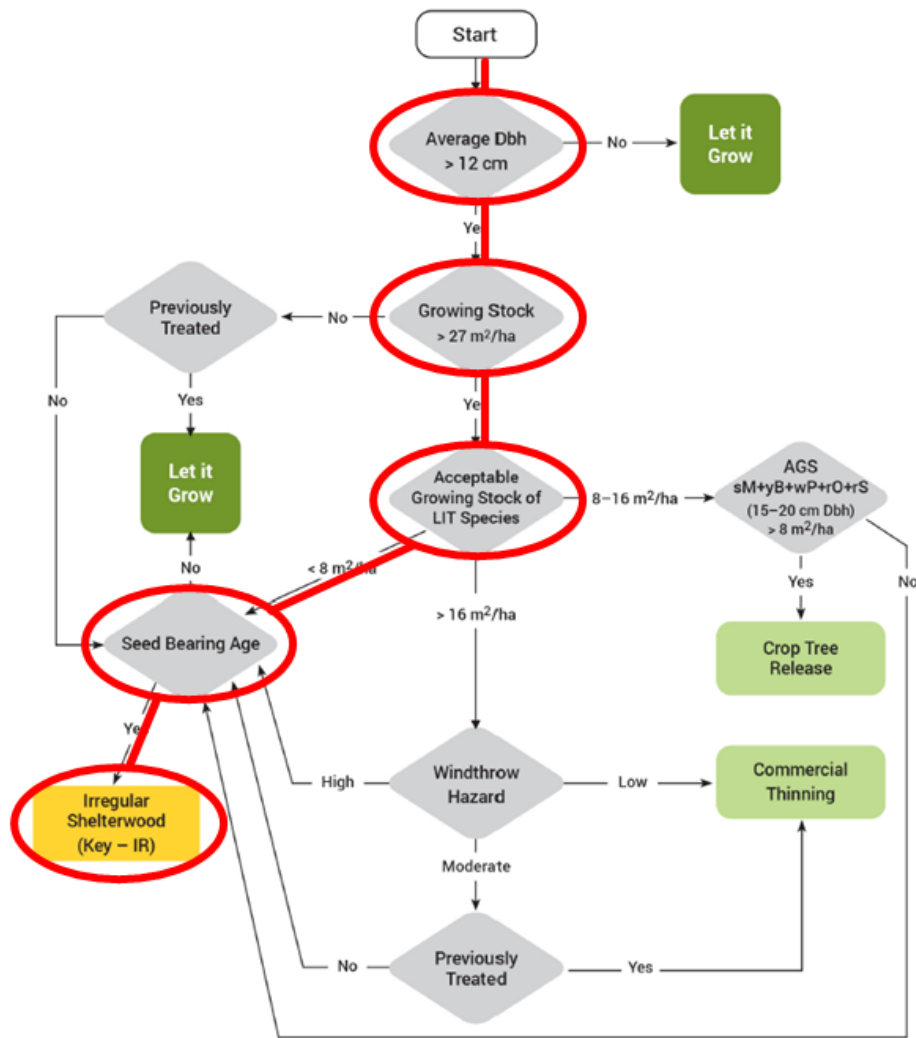 Start
Average Dbh
> 12 cm
No
Let it
Grow
Ye
Previously
Treated
No
Growing Stock
> 27 m²/ha
No
Yes
Ye
Let it
Grow
Acceptable
Growing Stock of
LIT Species
8–16 m²/ha
AGS
sM+yB+wP+rO+rS
(15–20 cm Dbh)
> 8 m²/ha
No
< 8 m²/ha
Yes
No
Seed Bearing Age
> 16 m²/ha
Crop Tree
Release
Yes
Irregular
Shelterwood
(Key – IR)
High
Windthrow
Hazard
Low
Commercial
Thinning
Moderate
No
Previously
Treated
Yes